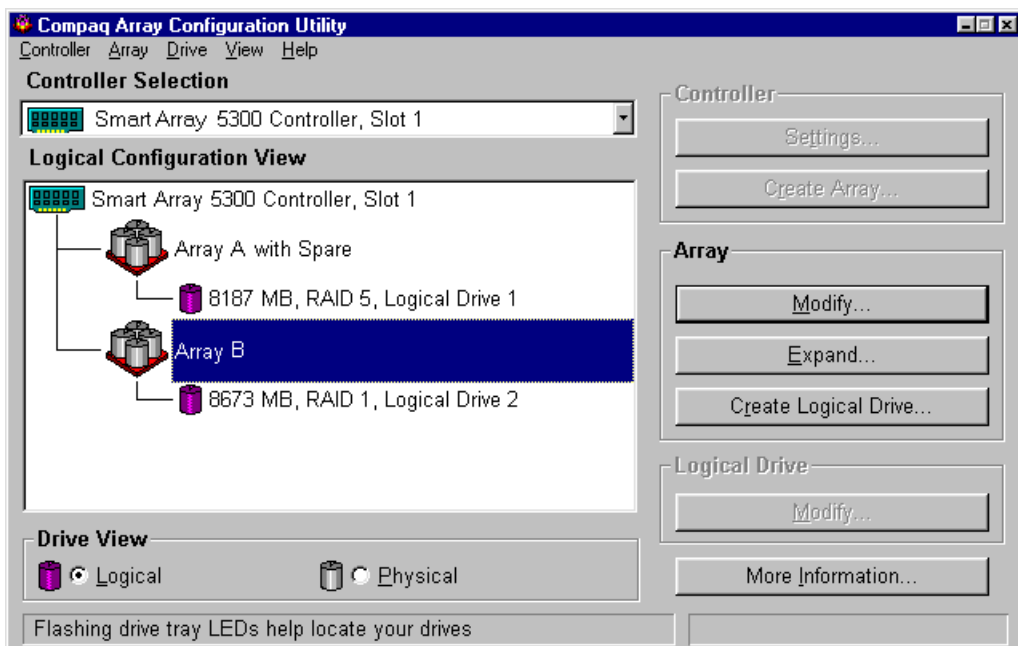 Compaq Array Configuration Utility
Controller Array Drive View Help
Controller Selection
Smart Array 5300 Controller, Slot 1
Logical Configuration View
Smart Array 5300 Controller, Slot 1
Array A with Spare
8187 MB, RAID 5, Logical Drive 1
Array B
8673 MB, RAID 1, Logical Drive 2
Drive View
Logical
Physical
Controller
Settings...
Create Array...
Array
Modify...
Expand...
Create Logical Drive...
Logical Drive
Modify...
More Information...
Flashing drive tray LEDs help locate your drives